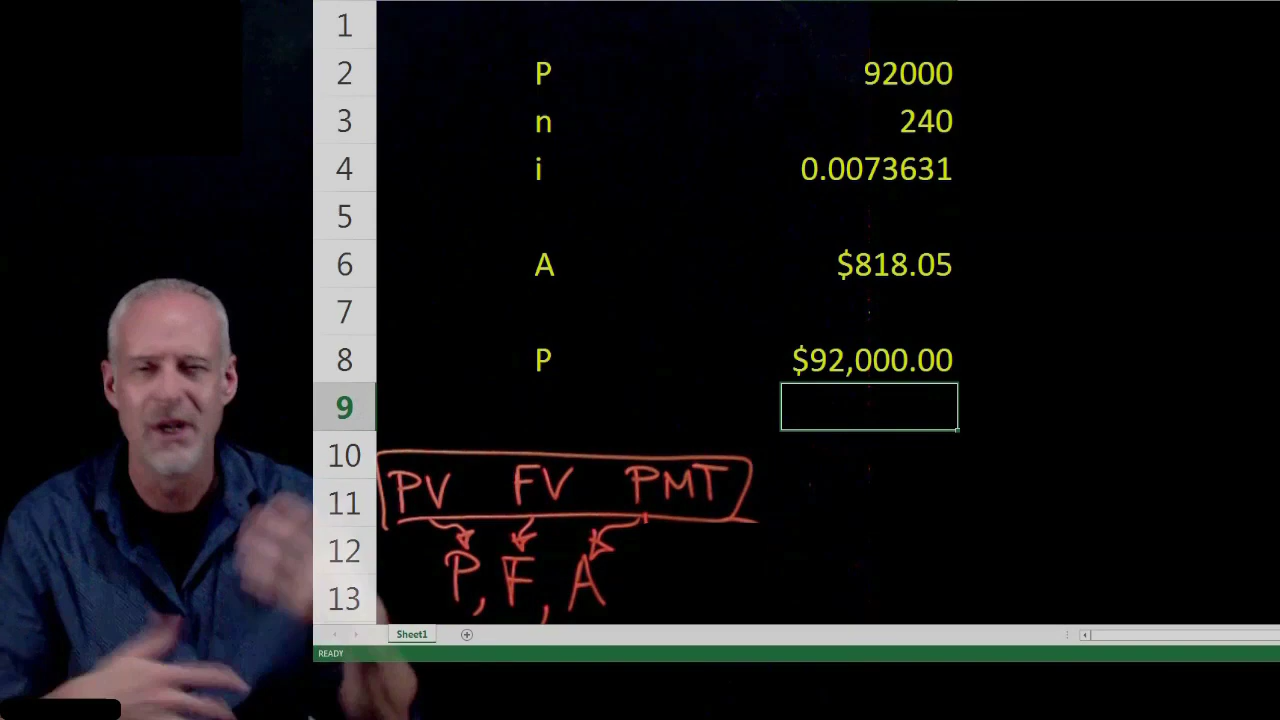 1
2 P 92000
3 n 240
4 i 0.0073631
5
6 A $818.05
7
8 P $92,000.00
9
10
PV FV PMT
11
12
P, F, A
13
Sheet1
READY